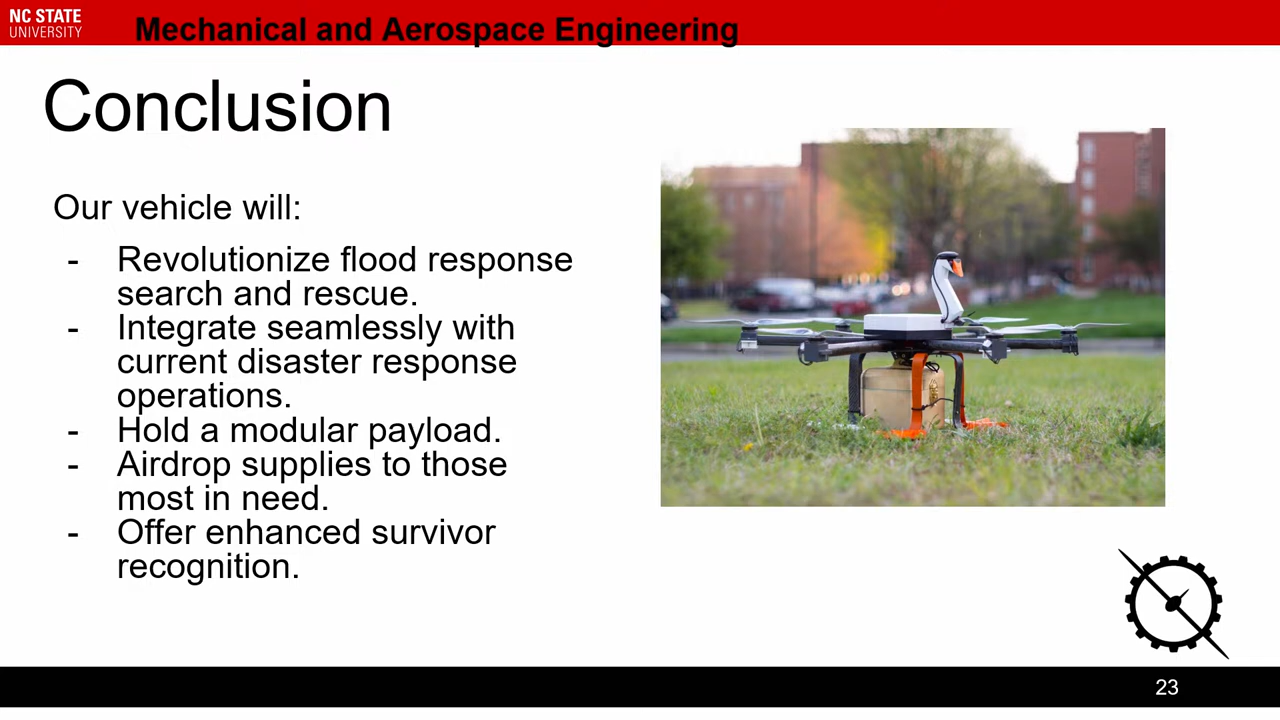 NC STATE
UNIVERSITY
Mechanical and Aerospace Engineering
Conclusion
Our vehicle will:
- Revolutionize flood response
search and rescue.
- Integrate seamlessly with
current disaster response
operations.
- Hold a modular payload.
- Airdrop supplies to those
most in need.
- Offer enhanced survivor
recognition.
23